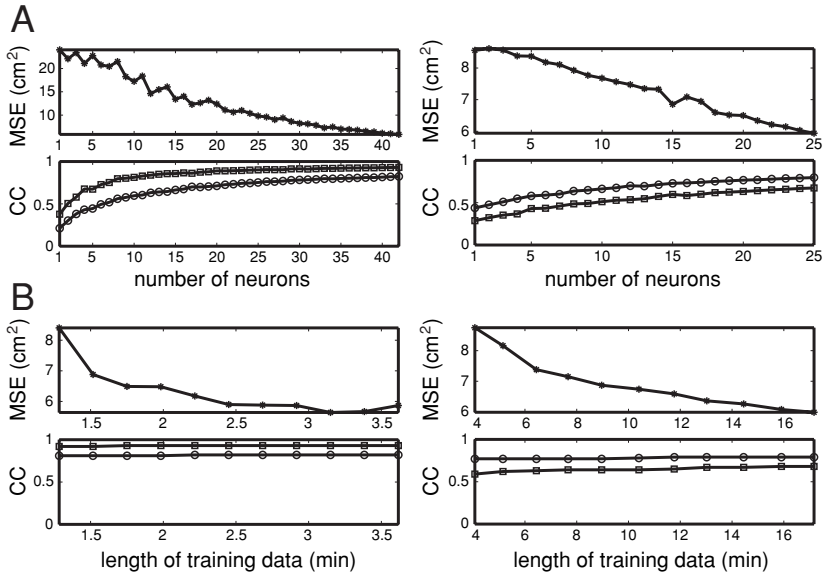 A
MSE (cm²)
20
10
1 5 10 15 20 25 30 35 40
CC
1
0.5
0
1 5 10 15 20 25 30 35 40
number of neurons
MSE (cm²)
8
7
6
1 5 10 15 20 25
CC
1
0.5
0
1 5 10 15 20 25
number of neurons
B
MSE (cm²)
8
7
6
1.5 2 2.5 3 3.5
CC
1
0.5
0
1.5 2 2.5 3 3.5
length of training data (min)
MSE (cm²)
8
7
6
4 6 8 10 12 14 16
CC
1
0.5
0
4 6 8 10 12 14 16
length of training data (min)